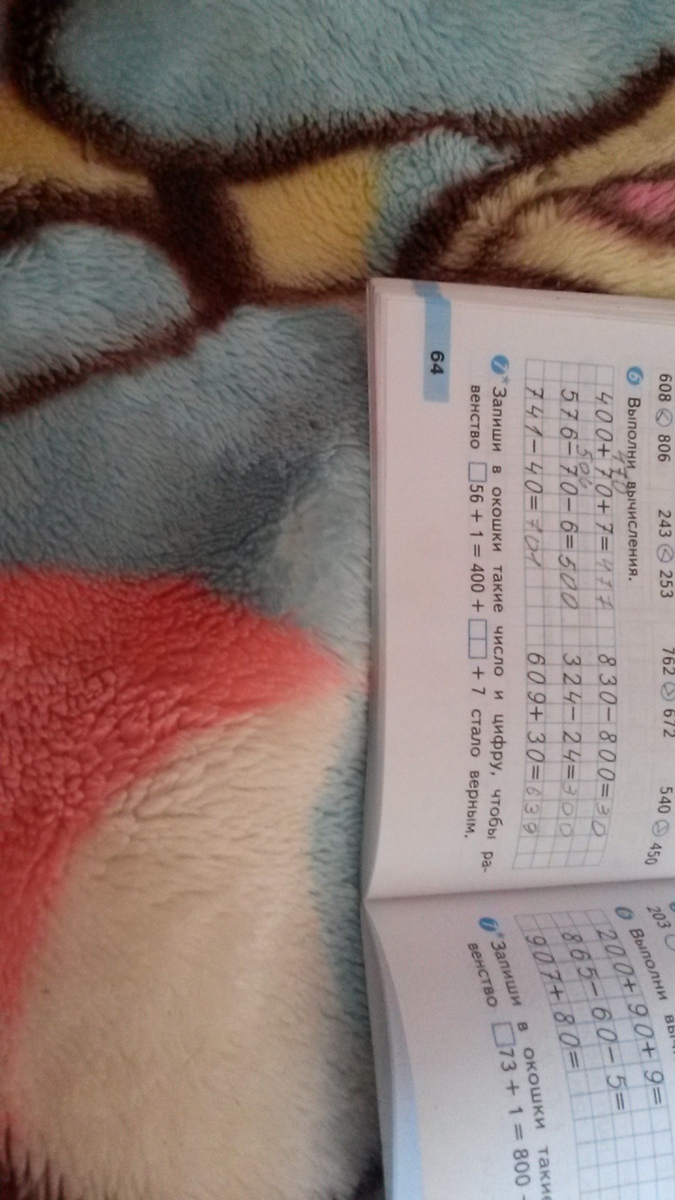 608 < 806 243 < 253 762 > 672 540 > 450
6 Выполни вычисления.
470
400+70+7=477 830-800=30
506
576-70-6=500 324-24=300
741-40=701 609+30=639
7* Запиши в окошки такие число и цифру, чтобы ра-
венство □56 + 1 = 400 + □□ + 7 стало верным.
64
203
Выполни
200+90+9=
865-60-5=
907+80=
7* Запиши в окошки
венство □73 + 1 = 800